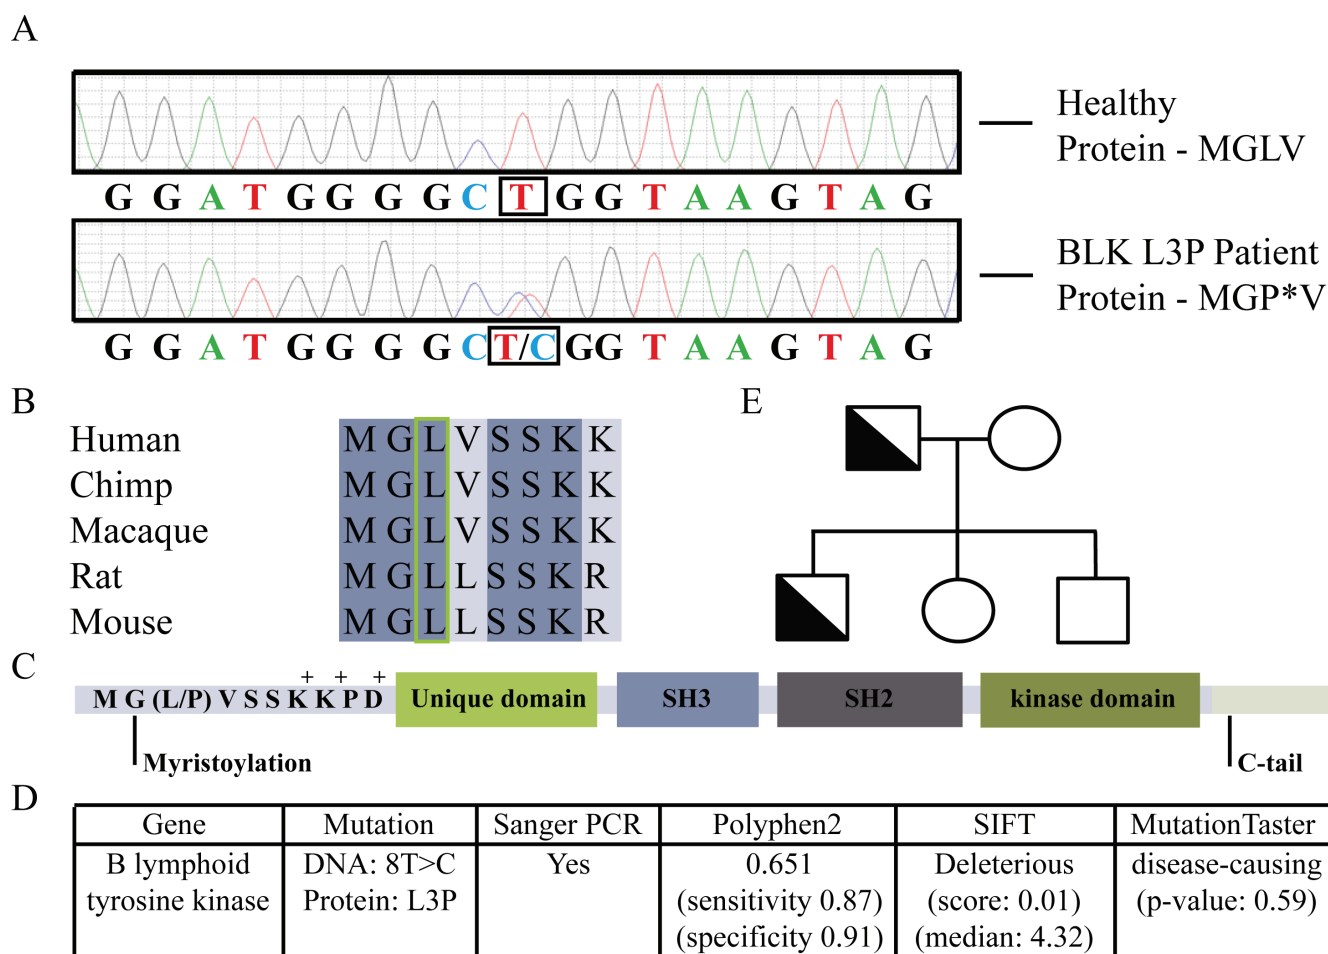 A
Healthy
Protein - MGLV
G G A T G G G G C T G G T A A G T A G
BLK L3P Patient
Protein - MGP*V
G G A T G G G G C T/C G G T A A G T A G
B
Human M G L V S S K K
Chimp M G L V S S K K
Macaque M G L V S S K K
Rat M G L L S S K R
Mouse M G L L S S K R
E
C
+ + +
M G (L/P) V S S K K P D Unique domain SH3 SH2 kinase domain
Myristoylation C-tail
D
Gene Mutation Sanger PCR Polyphen2 SIFT MutationTaster
B lymphoid DNA: 8T>C Yes 0.651 Deleterious disease-causing
tyrosine kinase Protein: L3P (sensitivity 0.87) (score: 0.01) (p-value: 0.59)
(specificity 0.91) (median: 4.32)